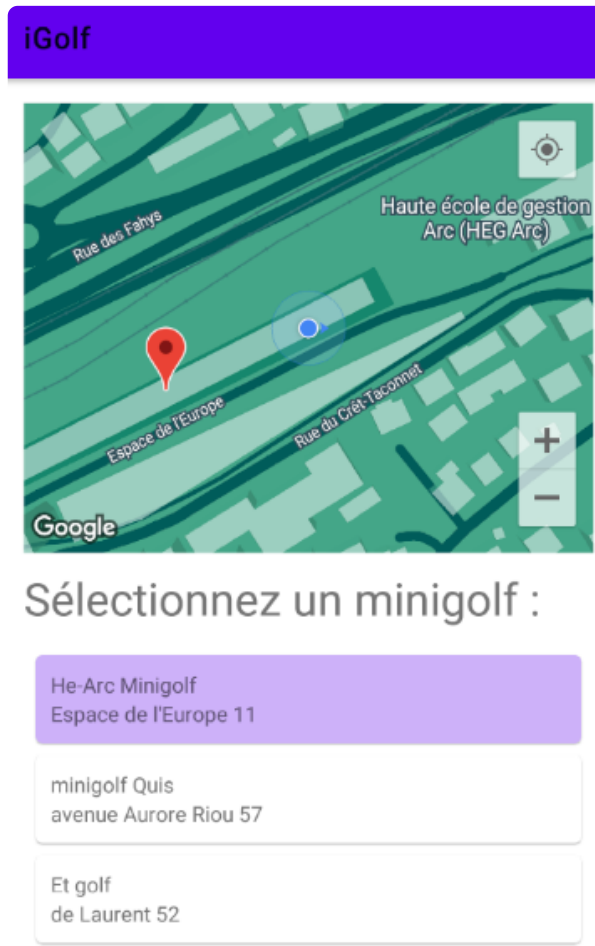 iGolf
Rue des Fahys
Haute école de gestion
Arc (HEG Arc)
Espace de l'Europe
Rue du Crêt-Taconnet
+
−
Google
Sélectionnez un minigolf :
He-Arc Minigolf
Espace de l'Europe 11
minigolf Quis
avenue Aurore Riou 57
Et golf
de Laurent 52